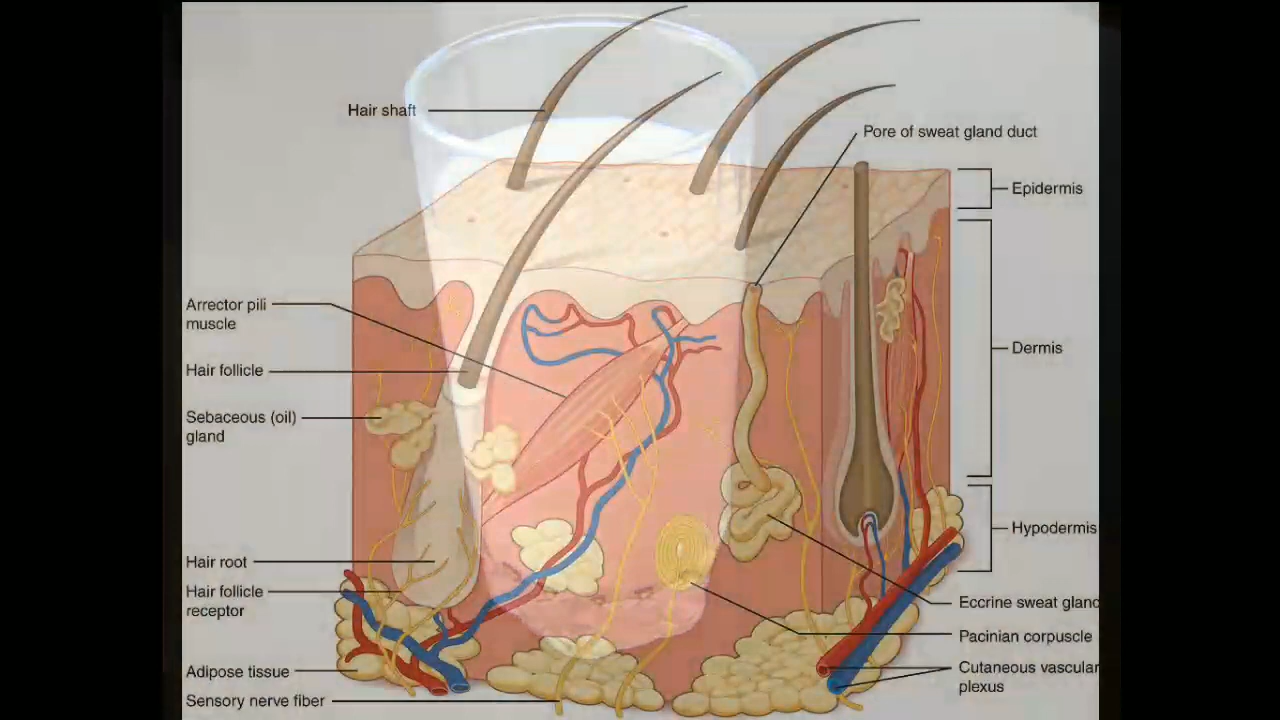 Hair shaft
Pore of sweat gland duct
Epidermis
Arrector pili
muscle
Dermis
Hair follicle
Sebaceous (oil)
gland
Hypodermis
Hair root
Hair follicle
receptor
Eccrine sweat gland
Pacinian corpuscle
Adipose tissue
Cutaneous vascular
plexus
Sensory nerve fiber